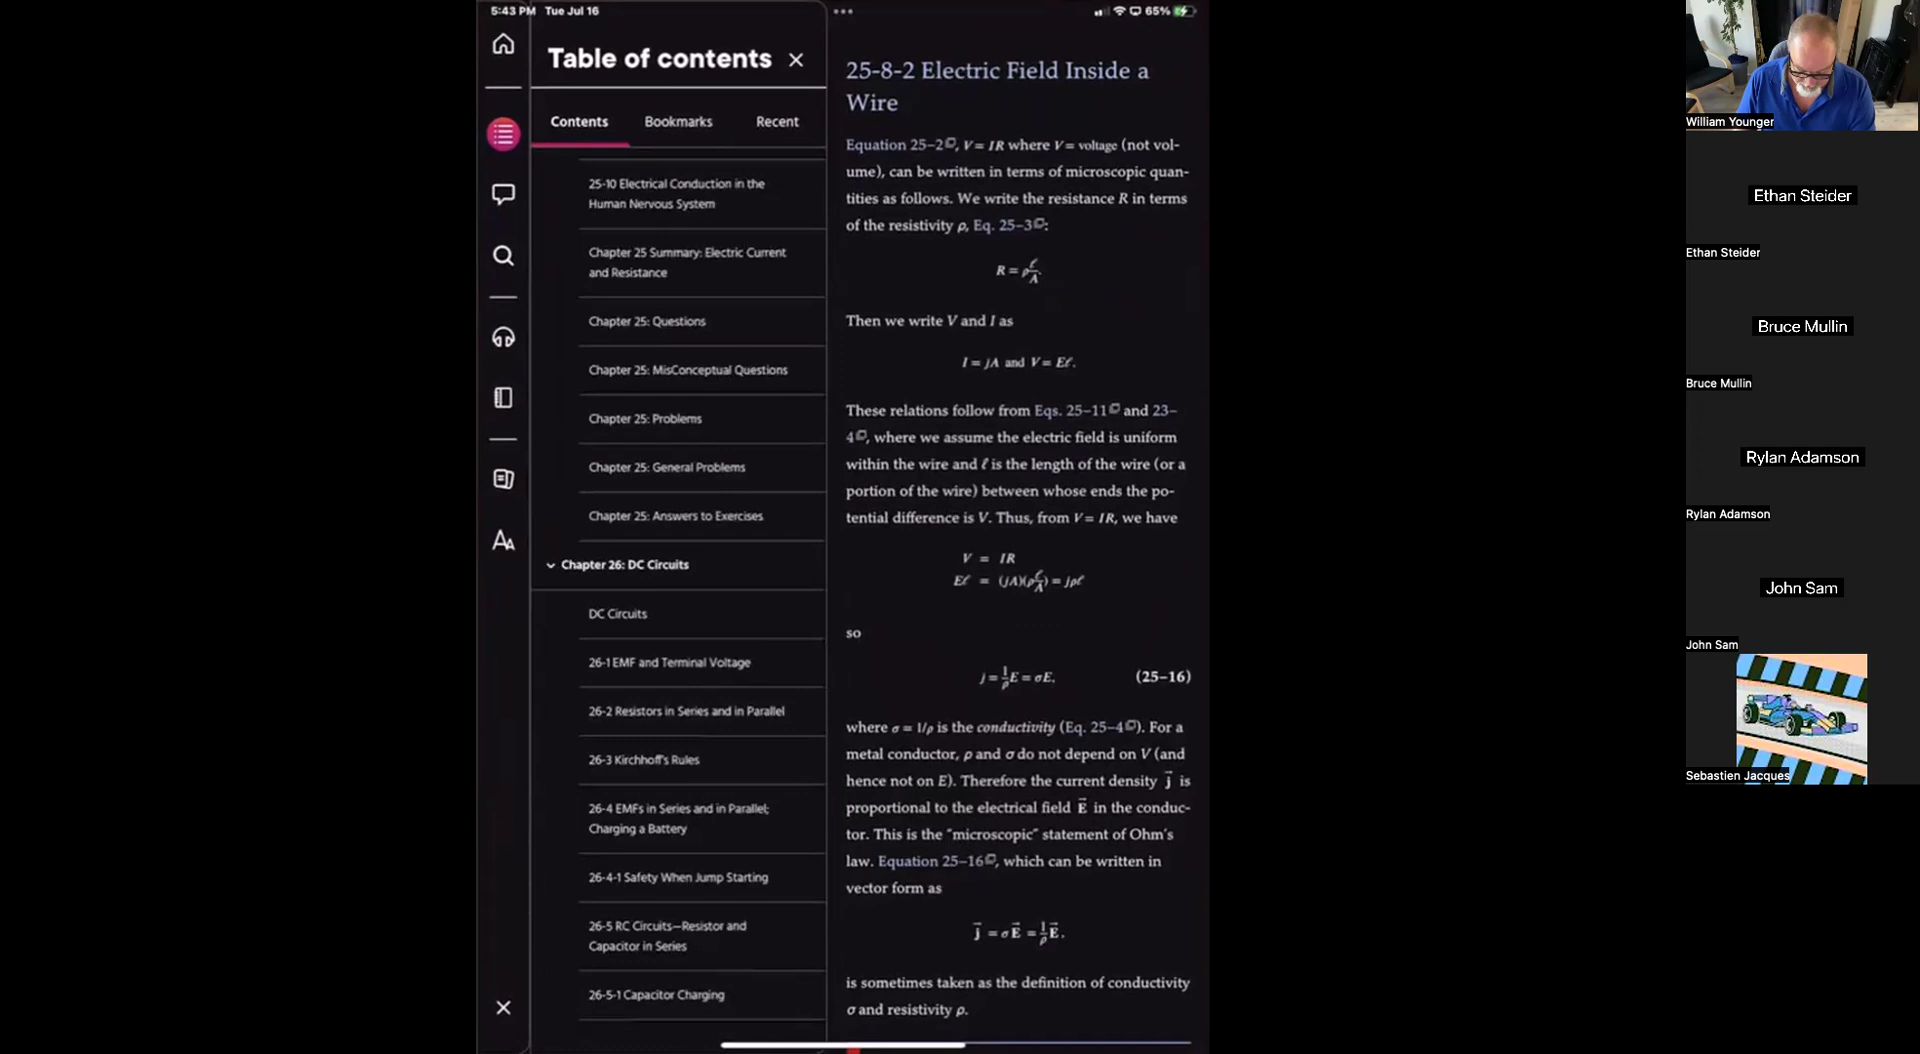 5:43 PM Tue Jul 16
65%
Table of contents
Contents Bookmarks Recent
25-10 Electrical Conduction in the
Human Nervous System
Chapter 25 Summary: Electric Current
and Resistance
Chapter 25: Questions
Chapter 25: MisConceptual Questions
Chapter 25: Problems
Chapter 25: General Problems
Chapter 25: Answers to Exercises
Chapter 26: DC Circuits
DC Circuits
26-1 EMF and Terminal Voltage
26-2 Resistors in Series and in Parallel
26-3 Kirchhoff's Rules
26-4 EMFs in Series and in Parallel;
Charging a Battery
26-4-1 Safety When Jump Starting
26-5 RC Circuits—Resistor and
Capacitor in Series
26-5-1 Capacitor Charging
25-8-2 Electric Field Inside a
Wire
Equation 25–2, V = IR where V = voltage (not vol-
ume), can be written in terms of microscopic quan-
tities as follows. We write the resistance R in terms
of the resistivity ρ, Eq. 25–3:
R = ρℓ/A.
Then we write V and I as
I = jA and V = Eℓ.
These relations follow from Eqs. 25–11 and 23–
4, where we assume the electric field is uniform
within the wire and ℓ is the length of the wire (or a
portion of the wire) between whose ends the po-
tential difference is V. Thus, from V = IR, we have
V = IR
Eℓ = (jA)(ρℓ/A) = jρℓ
so
j = 1/ρ E = σE, (25–16)
where σ = 1/ρ is the conductivity (Eq. 25–4). For a
metal conductor, ρ and σ do not depend on V (and
hence not on E). Therefore the current density j⃗ is
proportional to the electrical field E⃗ in the conduc-
tor. This is the "microscopic" statement of Ohm's
law. Equation 25–16, which can be written in
vector form as
j⃗ = σE⃗ = 1/ρ E⃗,
is sometimes taken as the definition of conductivity
σ and resistivity ρ.
William Younger
Ethan Steider
Ethan Steider
Bruce Mullin
Bruce Mullin
Rylan Adamson
Rylan Adamson
John Sam
John Sam
Sebastien Jacques